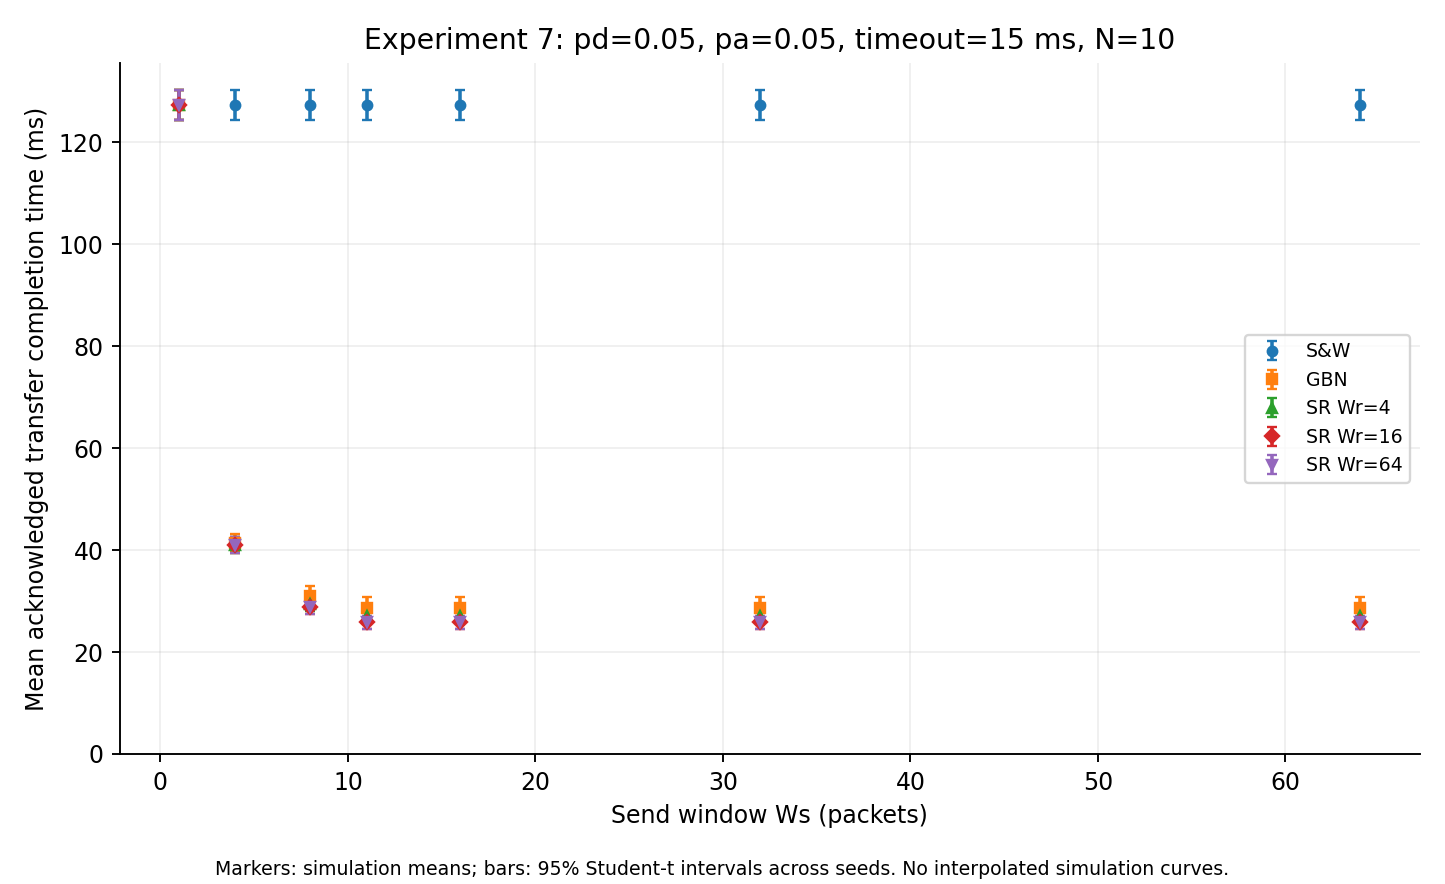 Experiment 7: pd=0.05, pa=0.05, timeout=15 ms, N=10
Mean acknowledged transfer completion time (ms)
120
100
80
60
40
20
0
S&W
GBN
SR Wr=4
SR Wr=16
SR Wr=64
0 10 20 30 40 50 60
Send window Ws (packets)
Markers: simulation means; bars: 95% Student-t intervals across seeds. No interpolated simulation curves.